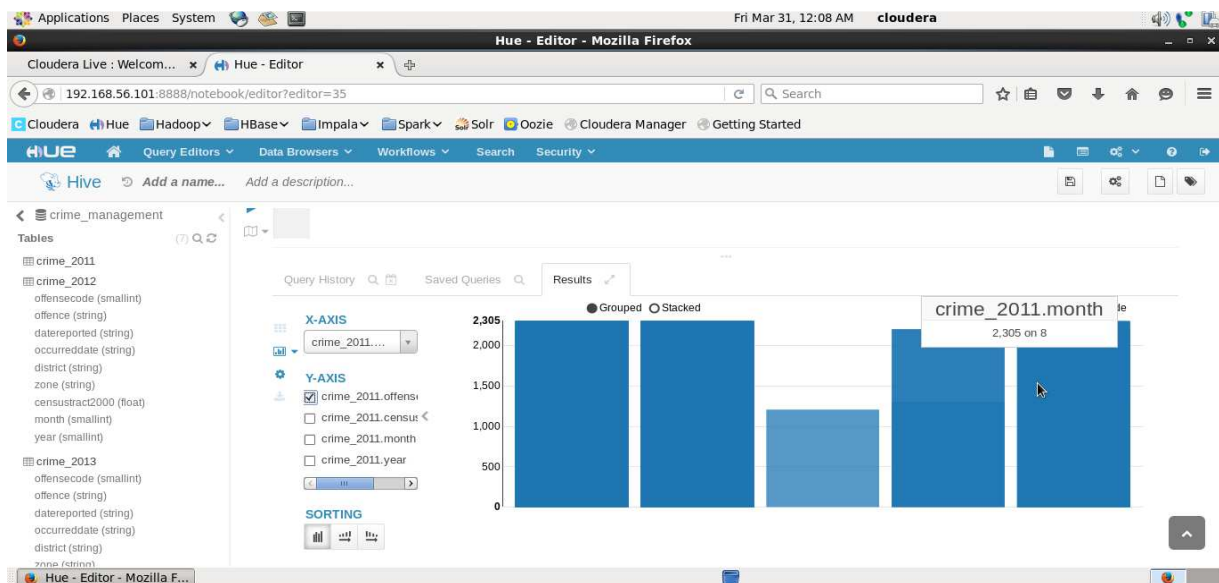 Applications Places System Fri Mar 31, 12:08 AM cloudera
Hue - Editor - Mozilla Firefox
Cloudera Live : Welcom... Hue - Editor
192.168.56.101:8888/notebook/editor?editor=35 Search
Cloudera Hue Hadoop HBase Impala Spark Solr Oozie Cloudera Manager Getting Started
HUE Query Editors Data Browsers Workflows Search Security
Hive Add a name... Add a description...
crime_management
Tables (7)
crime_2011
crime_2012
offensecode (smallint)
offence (string)
datereported (string)
occurreddate (string)
district (string)
zone (string)
censustract2000 (float)
month (smallint)
year (smallint)
crime_2013
offensecode (smallint)
offence (string)
datereported (string)
occurreddate (string)
district (string)
zone (string)
Query History Saved Queries Results
X-AXIS
crime_2011....
Y-AXIS
crime_2011.offens
crime_2011.census
crime_2011.month
crime_2011.year
SORTING
Grouped Stacked
2,305
2,000
1,500
1,000
500
0
crime_2011.month
2,305 on 8
Hue - Editor - Mozilla F...